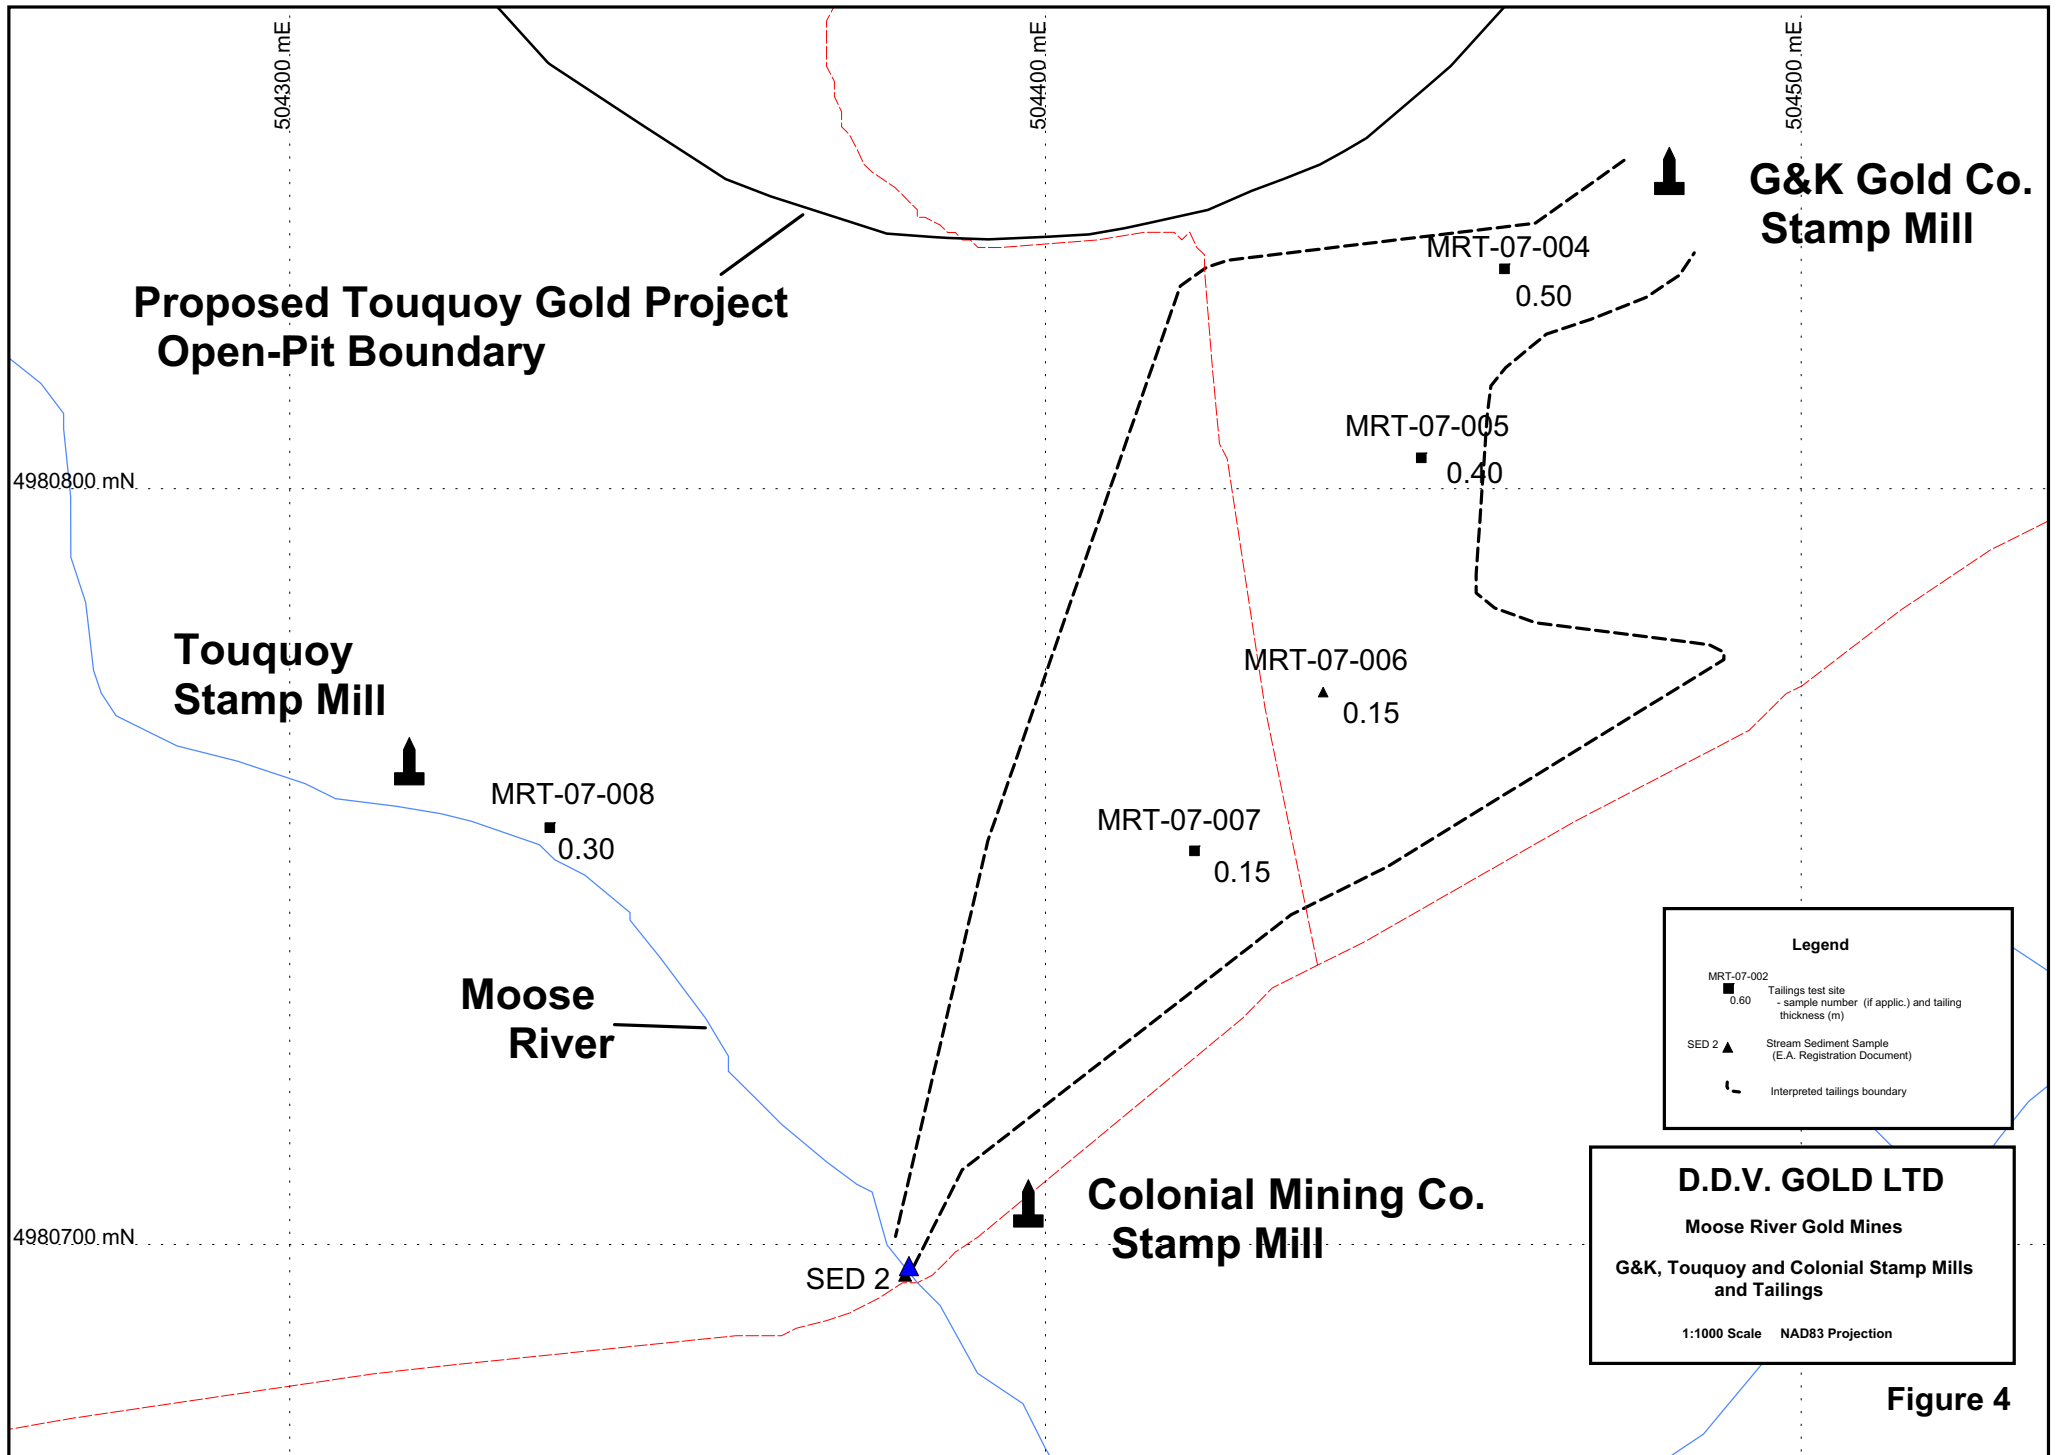 504300 mE
504400 mE
504500 mE
G&K Gold Co.
Stamp Mill
MRT-07-004
0.50
Proposed Touquoy Gold Project
Open-Pit Boundary
MRT-07-005
0.40
4980800 mN
Touquoy
Stamp Mill
MRT-07-006
0.15
MRT-07-008
0.30
MRT-07-007
0.15
Moose
River
Legend
MRT-07-002
0.60
Tailings test site
- sample number (if applic.) and tailing
thickness (m)
SED 2
Stream Sediment Sample
(E.A. Registration Document)
Interpreted tailings boundary
Colonial Mining Co.
Stamp Mill
4980700 mN
SED 2
D.D.V. GOLD LTD
Moose River Gold Mines
G&K, Touquoy and Colonial Stamp Mills
and Tailings
1:1000 Scale NAD83 Projection
Figure 4